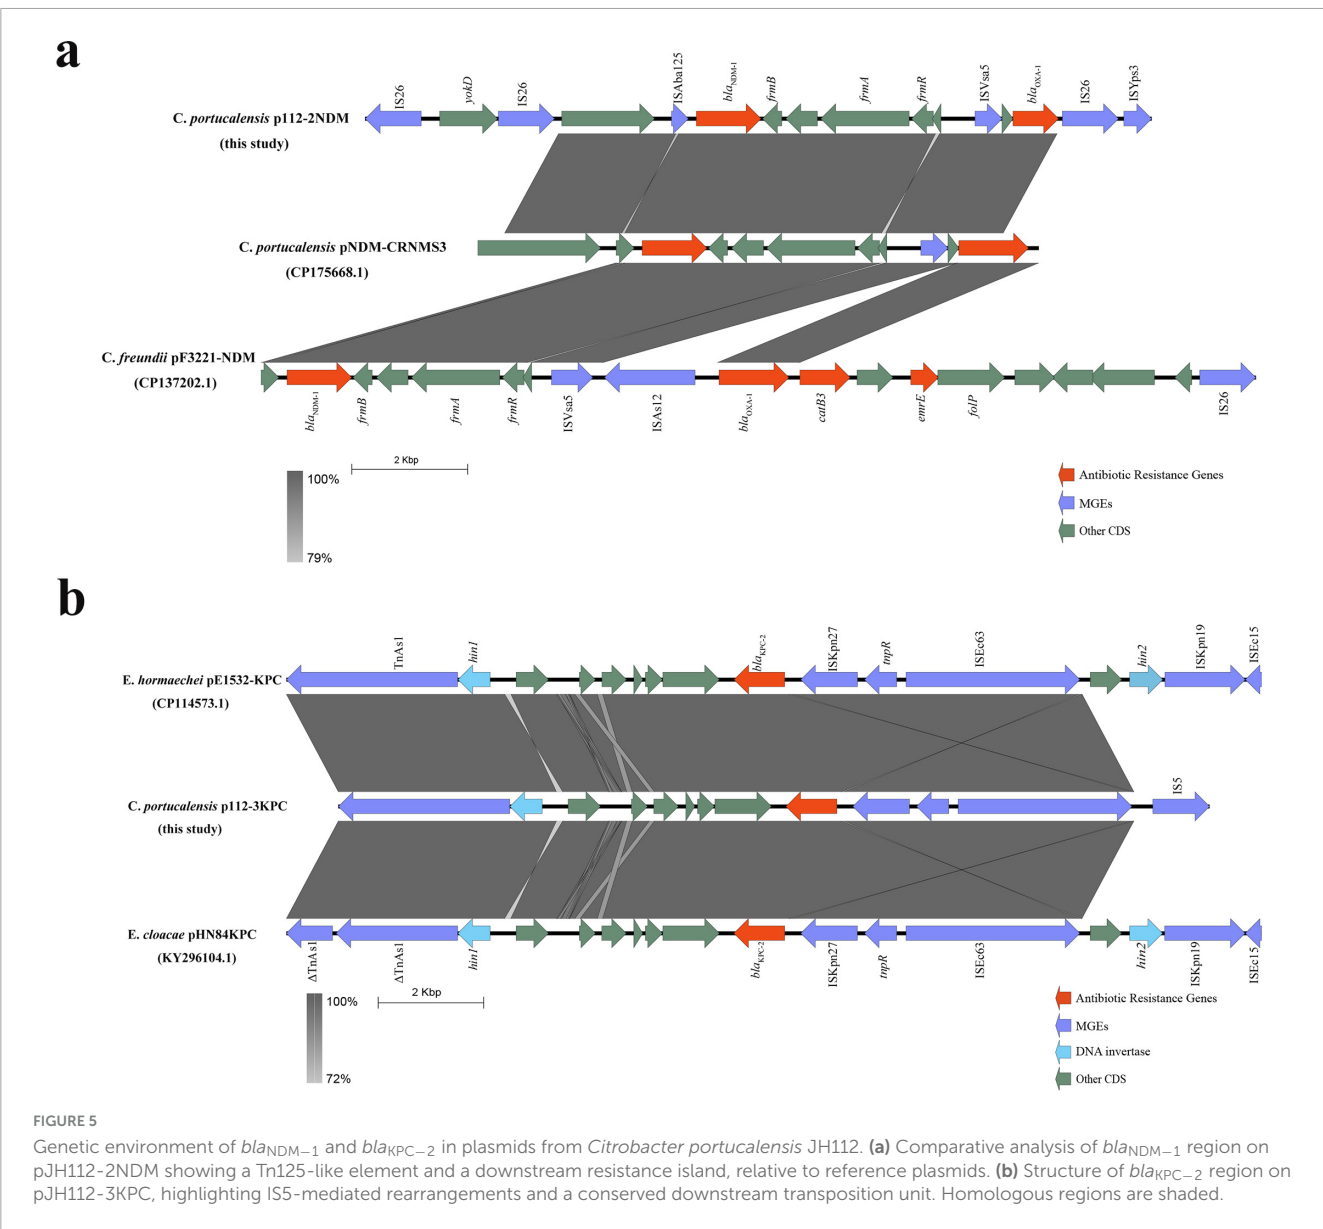 a
IS26
yokD
IS26
ISAba125
blaNDM-1
frmB
frmA
frmR
ISVsa5
blaOXA-1
IS26
ISYps3
C. portucalensis p112-2NDM
(this study)
C. portucalensis pNDM-CRNMS3
(CP175668.1)
C. freundii pF3221-NDM
(CP137202.1)
blaNDM-1
frmB
frmA
frmR
ISVsa5
ISAs12
blaOXA-1
catB3
emrE
folP
IS26
100%
79%
2 Kbp
Antibiotic Resistance Genes
MGEs
Other CDS
b
TnAs1
hin1
blaKPC-2
ISKpn27
tnpR
ISEc63
hin2
ISKpn19
ISEc15
E. hormaechei pE1532-KPC
(CP114573.1)
C. portucalensis p112-3KPC
(this study)
IS5
E. cloacae pHN84KPC
(KY296104.1)
ΔTnAs1
ΔTnAs1
hin1
blaKPC-2
ISKpn27
tnpR
ISEc63
hin2
ISKpn19
ISEc15
100%
72%
2 Kbp
Antibiotic Resistance Genes
MGEs
DNA invertase
Other CDS
FIGURE 5
Genetic environment of blaNDM−1 and blaKPC−2 in plasmids from Citrobacter portucalensis JH112. (a) Comparative analysis of blaNDM−1 region on
pJH112-2NDM showing a Tn125-like element and a downstream resistance island, relative to reference plasmids. (b) Structure of blaKPC−2 region on
pJH112-3KPC, highlighting IS5-mediated rearrangements and a conserved downstream transposition unit. Homologous regions are shaded.